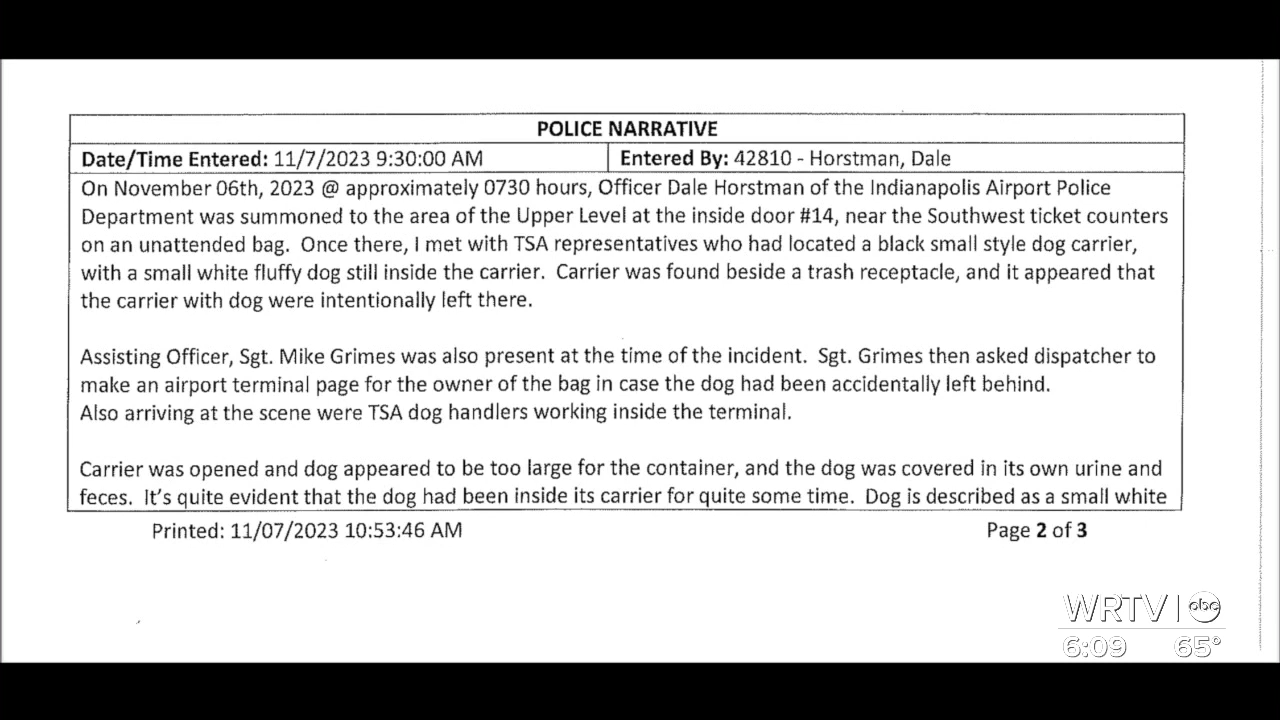 POLICE NARRATIVE
Date/Time Entered: 11/7/2023 9:30:00 AM
Entered By: 42810 - Horstman, Dale
On November 06th, 2023 @ approximately 0730 hours, Officer Dale Horstman of the Indianapolis Airport Police
Department was summoned to the area of the Upper Level at the inside door #14, near the Southwest ticket counters
on an unattended bag. Once there, I met with TSA representatives who had located a black small style dog carrier,
with a small white fluffy dog still inside the carrier. Carrier was found beside a trash receptacle, and it appeared that
the carrier with dog were intentionally left there.
Assisting Officer, Sgt. Mike Grimes was also present at the time of the incident. Sgt. Grimes then asked dispatcher to
make an airport terminal page for the owner of the bag in case the dog had been accidentally left behind.
Also arriving at the scene were TSA dog handlers working inside the terminal.
Carrier was opened and dog appeared to be too large for the container, and the dog was covered in its own urine and
feces. It's quite evident that the dog had been inside its carrier for quite some time. Dog is described as a small white
Printed: 11/07/2023 10:53:46 AM
Page 2 of 3
WRTV abc
6:09 65°